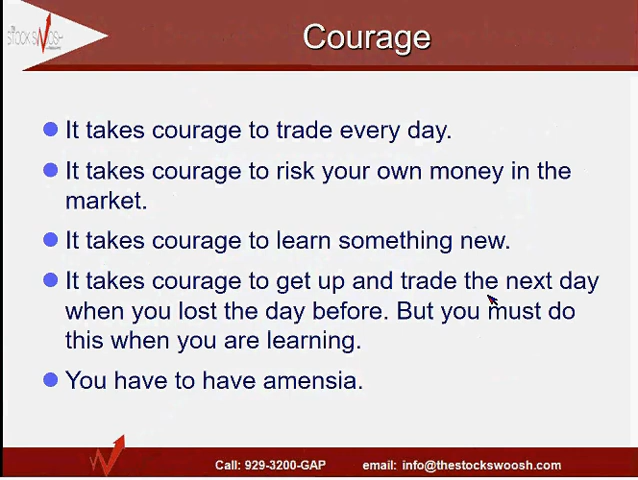 STOCK SWOSH
Courage
It takes courage to trade every day.
It takes courage to risk your own money in the
market.
It takes courage to learn something new.
It takes courage to get up and trade the next day
when you lost the day before. But you must do
this when you are learning.
You have to have amensia.
Call: 929-3200-GAP email: info@thestockswoosh.com